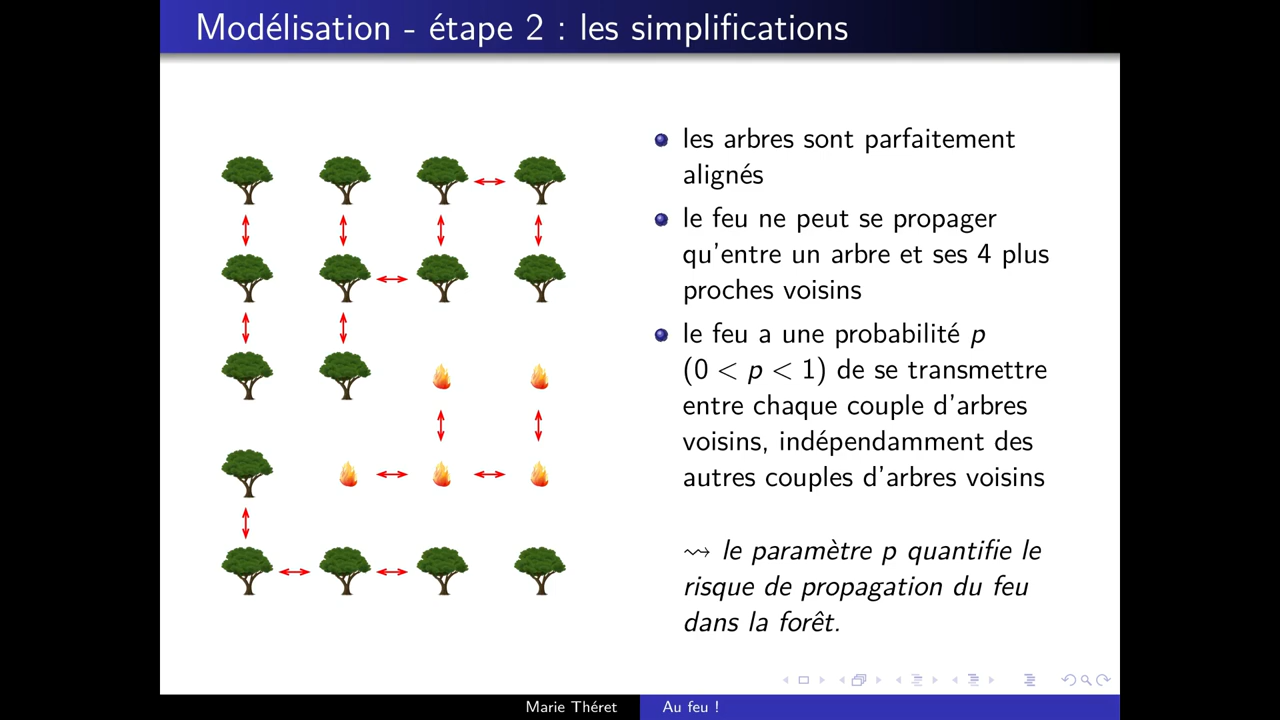 Modélisation - étape 2 : les simplifications
les arbres sont parfaitement
alignés
le feu ne peut se propager
qu'entre un arbre et ses 4 plus
proches voisins
le feu a une probabilité p
(0 < p < 1) de se transmettre
entre chaque couple d'arbres
voisins, indépendamment des
autres couples d'arbres voisins
⇝ le paramètre p quantifie le
risque de propagation du feu
dans la forêt.
Marie Théret
Au feu !